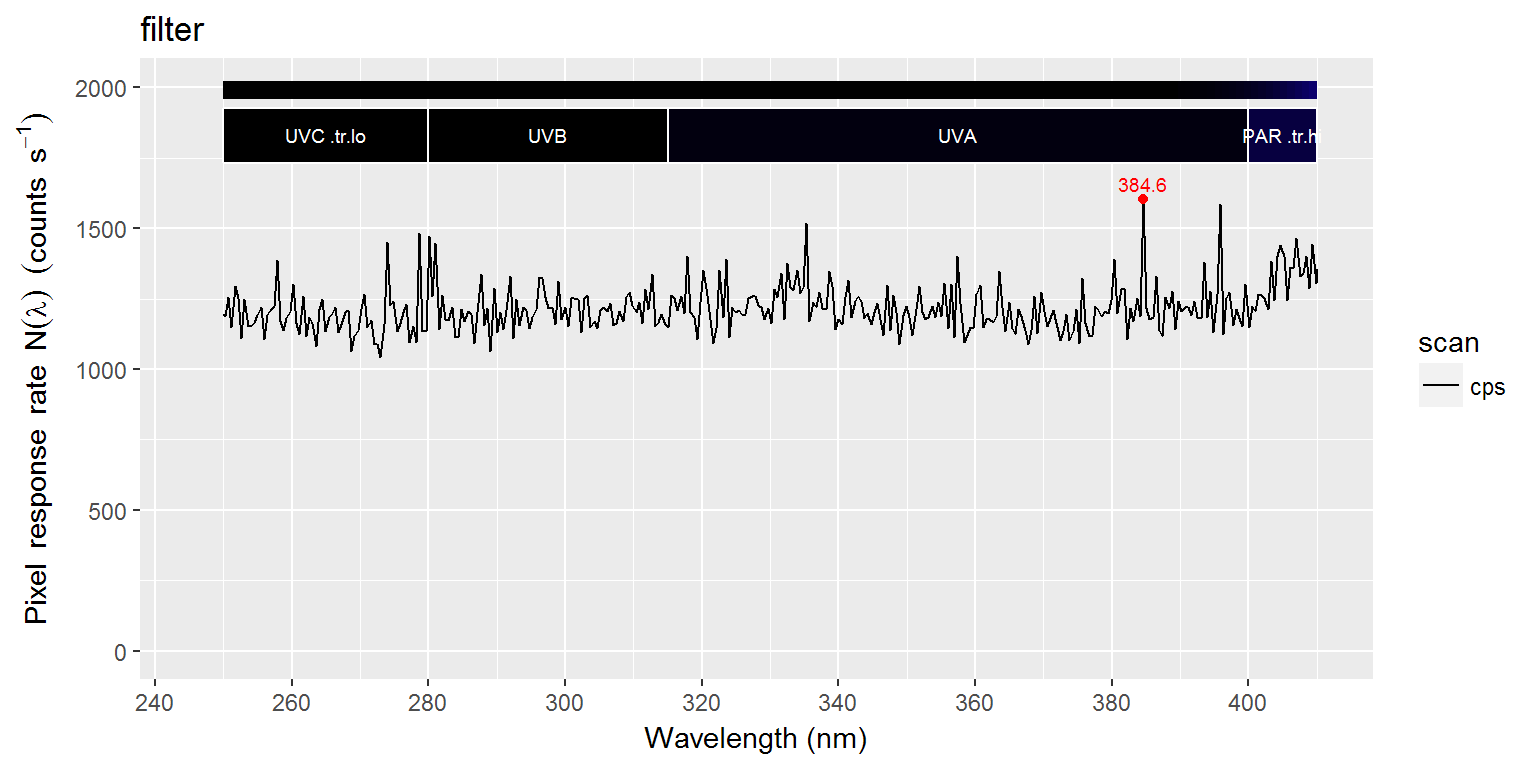 filter
2000
1500
1000
500
0
Pixel response rate N(λ) (counts s⁻¹)
UVC .tr.lo UVB UVA PAR .tr.hi
384.6
240 260 280 300 320 340 360 380 400
Wavelength (nm)
scan
cps